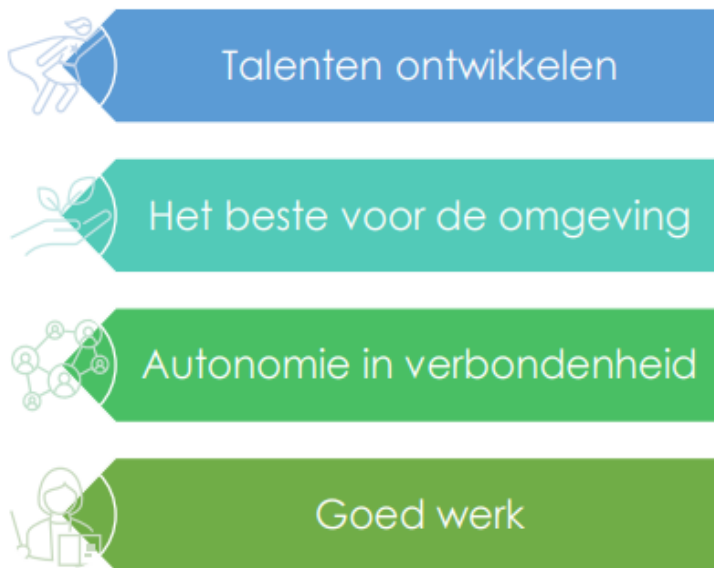 Talenten ontwikkelen
Het beste voor de omgeving
Autonomie in verbondenheid
Goed werk